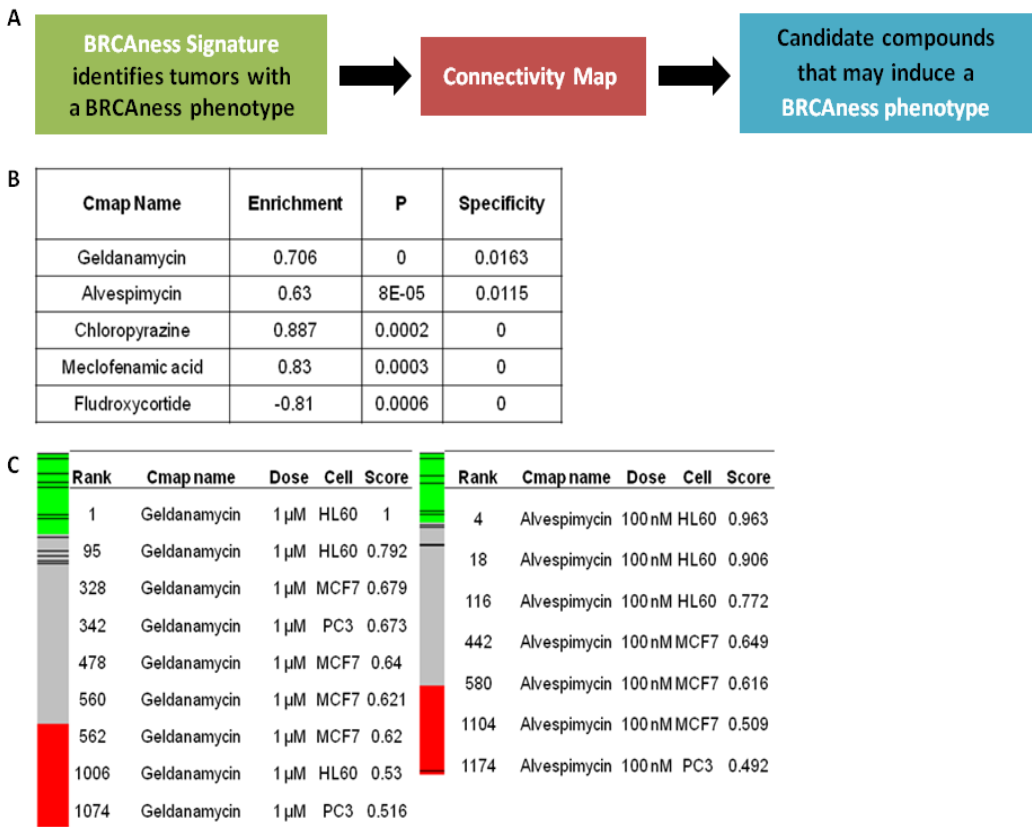 A
BRCAness Signature
identifies tumors with
a BRCAness phenotype
Connectivity Map
Candidate compounds
that may induce a
BRCAness phenotype
B
Cmap Name Enrichment P Specificity
Geldanamycin 0.706 0 0.0163
Alvespimycin 0.63 8E-05 0.0115
Chloropyrazine 0.887 0.0002 0
Meclofenamic acid 0.83 0.0003 0
Fludroxycortide -0.81 0.0006 0
C
Rank Cmap name Dose Cell Score
1 Geldanamycin 1 µM HL60 1
95 Geldanamycin 1 µM HL60 0.792
328 Geldanamycin 1 µM MCF7 0.679
342 Geldanamycin 1 µM PC3 0.673
478 Geldanamycin 1 µM MCF7 0.64
560 Geldanamycin 1 µM MCF7 0.621
562 Geldanamycin 1 µM MCF7 0.62
1006 Geldanamycin 1 µM HL60 0.53
1074 Geldanamycin 1 µM PC3 0.516
Rank Cmap name Dose Cell Score
4 Alvespimycin 100 nM HL60 0.963
18 Alvespimycin 100 nM HL60 0.906
116 Alvespimycin 100 nM HL60 0.772
442 Alvespimycin 100 nM MCF7 0.649
580 Alvespimycin 100 nM MCF7 0.616
1104 Alvespimycin 100 nM MCF7 0.509
1174 Alvespimycin 100 nM PC3 0.492